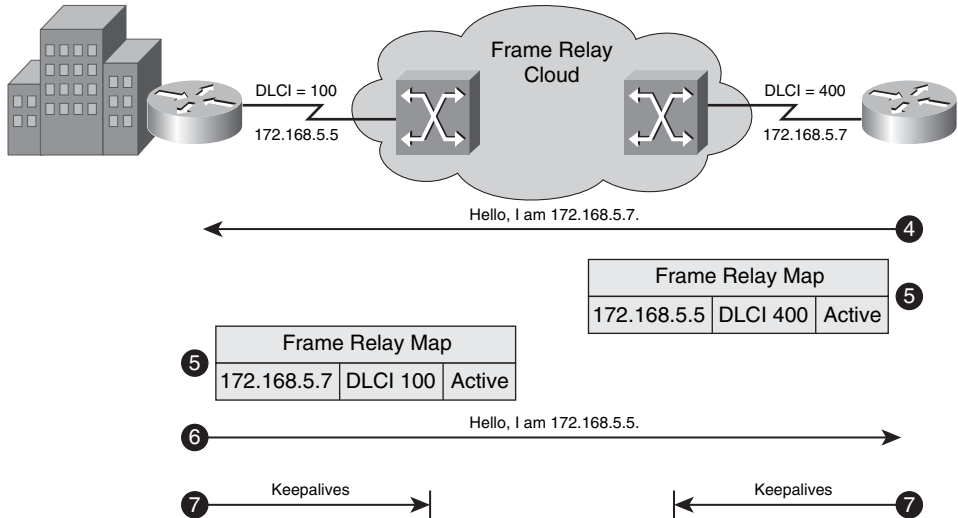 Frame Relay
Cloud
DLCI = 100
172.168.5.5
DLCI = 400
172.168.5.7
Hello, I am 172.168.5.7.
4
Frame Relay Map
172.168.5.5 DLCI 400 Active
5
Frame Relay Map
5
172.168.5.7 DLCI 100 Active
Hello, I am 172.168.5.5.
6
7
Keepalives
Keepalives
7